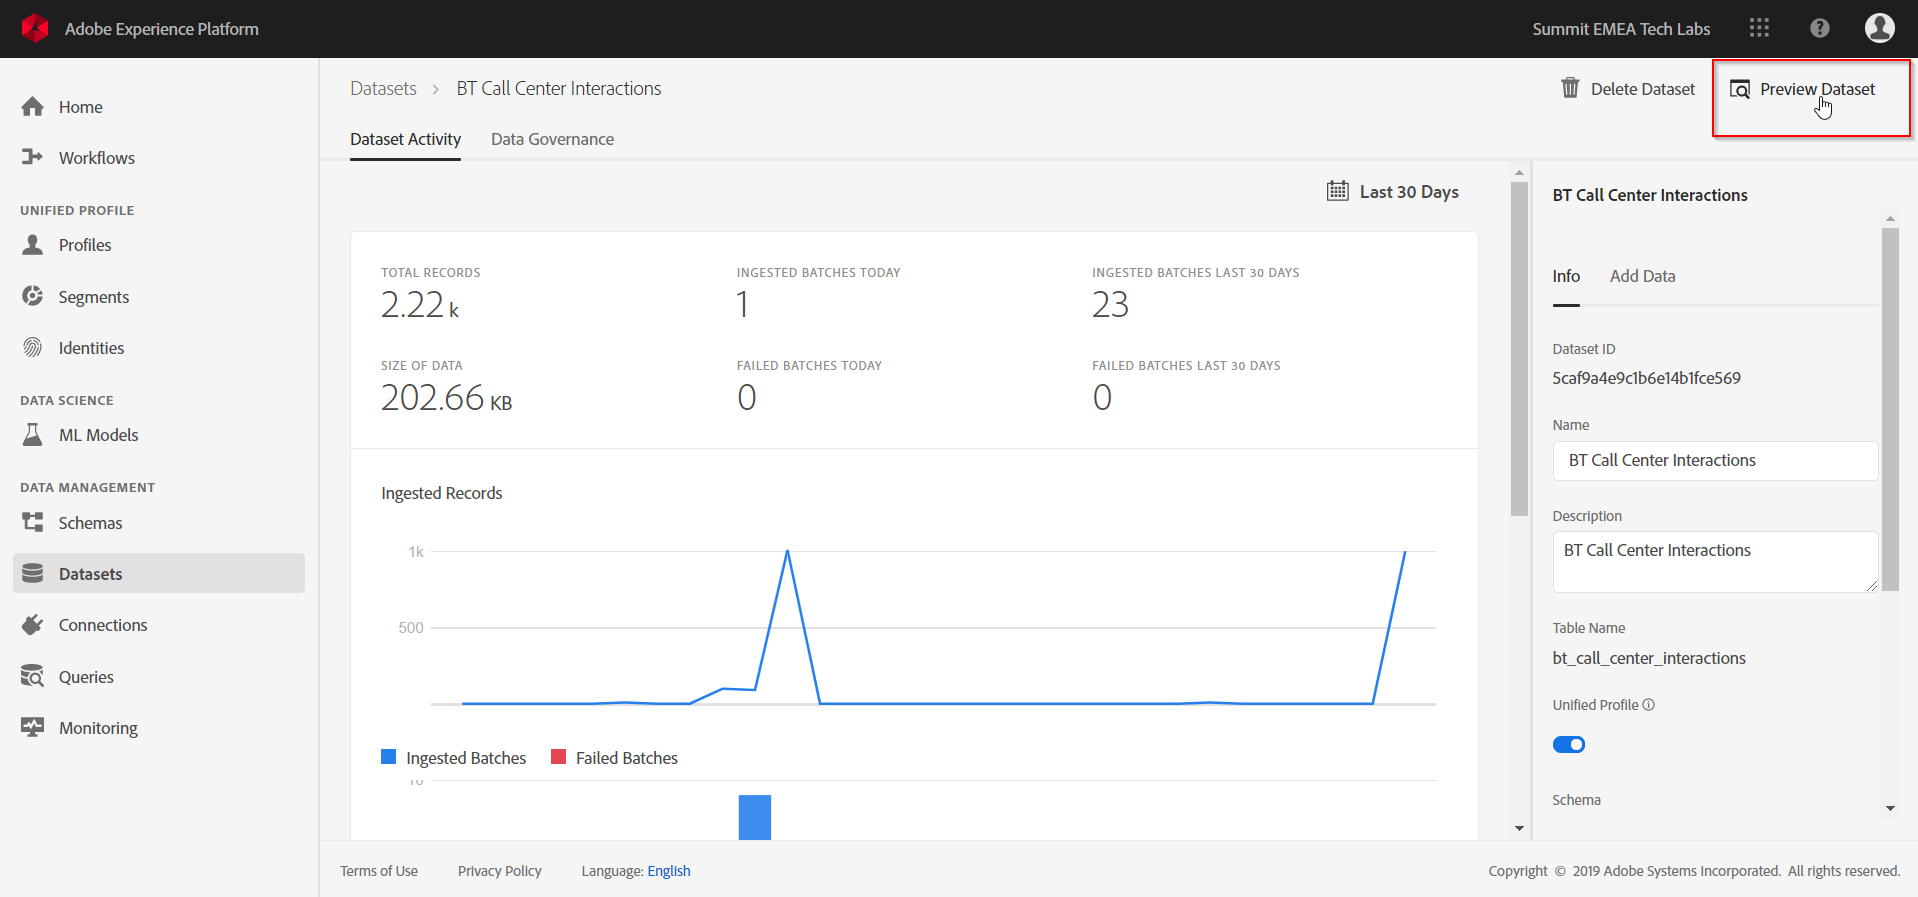 Adobe Experience Platform
Summit EMEA Tech Labs
Home
Workflows
UNIFIED PROFILE
Profiles
Segments
Identities
DATA SCIENCE
ML Models
DATA MANAGEMENT
Schemas
Datasets
Connections
Queries
Monitoring
Datasets > BT Call Center Interactions
Delete Dataset
Preview Dataset
Dataset Activity
Data Governance
Last 30 Days
TOTAL RECORDS
2.22 k
INGESTED BATCHES TODAY
1
INGESTED BATCHES LAST 30 DAYS
23
SIZE OF DATA
202.66 KB
FAILED BATCHES TODAY
0
FAILED BATCHES LAST 30 DAYS
0
Ingested Records
1k
500
Ingested Batches
Failed Batches
10
BT Call Center Interactions
Info
Add Data
Dataset ID
5caf9a4e9c1b6e14b1fce569
Name
BT Call Center Interactions
Description
BT Call Center Interactions
Table Name
bt_call_center_interactions
Unified Profile
Schema
Terms of Use
Privacy Policy
Language: English
Copyright © 2019 Adobe Systems Incorporated. All rights reserved.